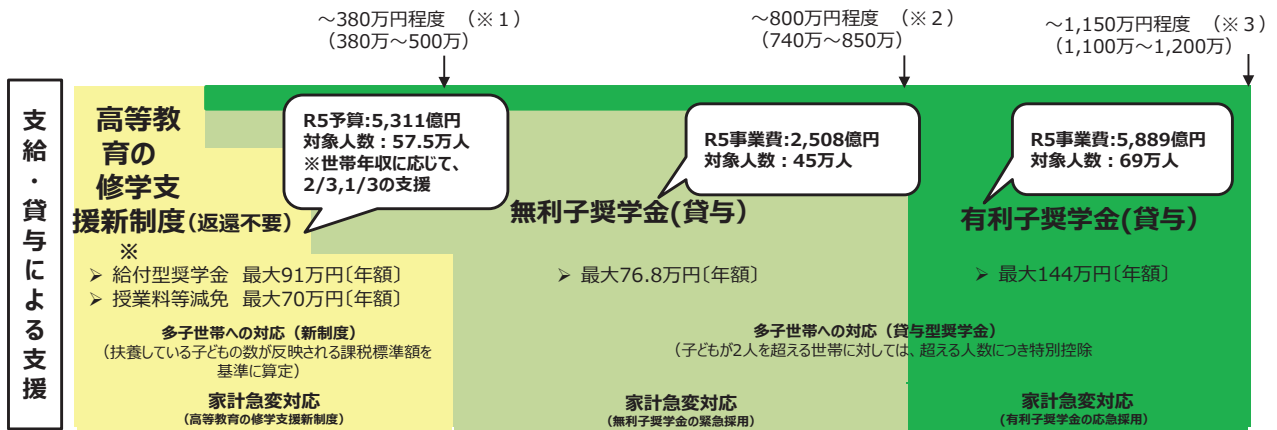 ～380万円程度　（※１）
（380万～500万）
～800万円程度　（※２）
（740万～850万）
～1,150万円程度　（※３）
（1,100万～1,200万）
支給・貸与による支援
高等教
育の
修学支
援新制度(返還不要）
※
➢ 給付型奨学金　最大91万円〔年額〕
➢ 授業料等減免　最大70万円〔年額〕
R5予算:5,311億円
対象人数：57.5万人
※世帯年収に応じて、
2/3,1/3の支援
多子世帯への対応（新制度）
（扶養している子どもの数が反映される課税標準額を
基準に算定）
家計急変対応
(高等教育の修学支援新制度）
R5事業費:2,508億円
対象人数：45万人
無利子奨学金(貸与）
➢ 最大76.8万円〔年額〕
多子世帯への対応（貸与型奨学金）
（子どもが2人を超える世帯に対しては、超える人数につき特別控除
家計急変対応
(無利子奨学金の緊急採用）
R5事業費:5,889億円
対象人数：69万人
有利子奨学金(貸与）
➢ 最大144万円〔年額〕
家計急変対応
(有利子奨学金の応急採用）